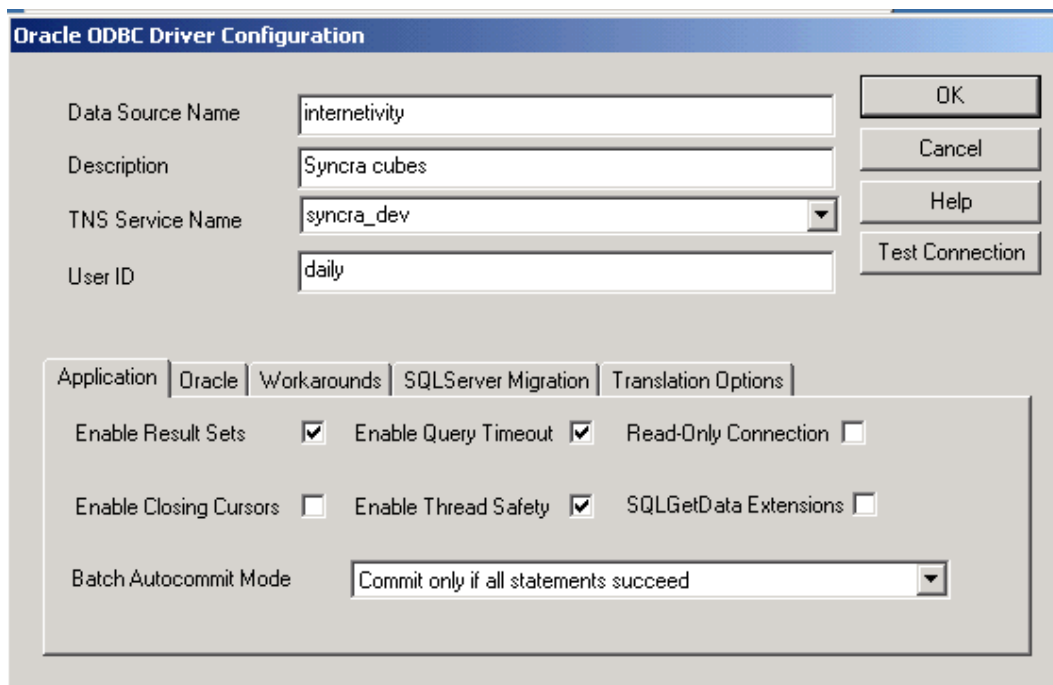 Oracle ODBC Driver Configuration
Data Source Name internetivity OK
Description Syncra cubes Cancel
TNS Service Name syncra_dev Help
User ID daily Test Connection
Application Oracle Workarounds SQLServer Migration Translation Options
Enable Result Sets Enable Query Timeout Read-Only Connection
Enable Closing Cursors Enable Thread Safety SQLGetData Extensions
Batch Autocommit Mode Commit only if all statements succeed